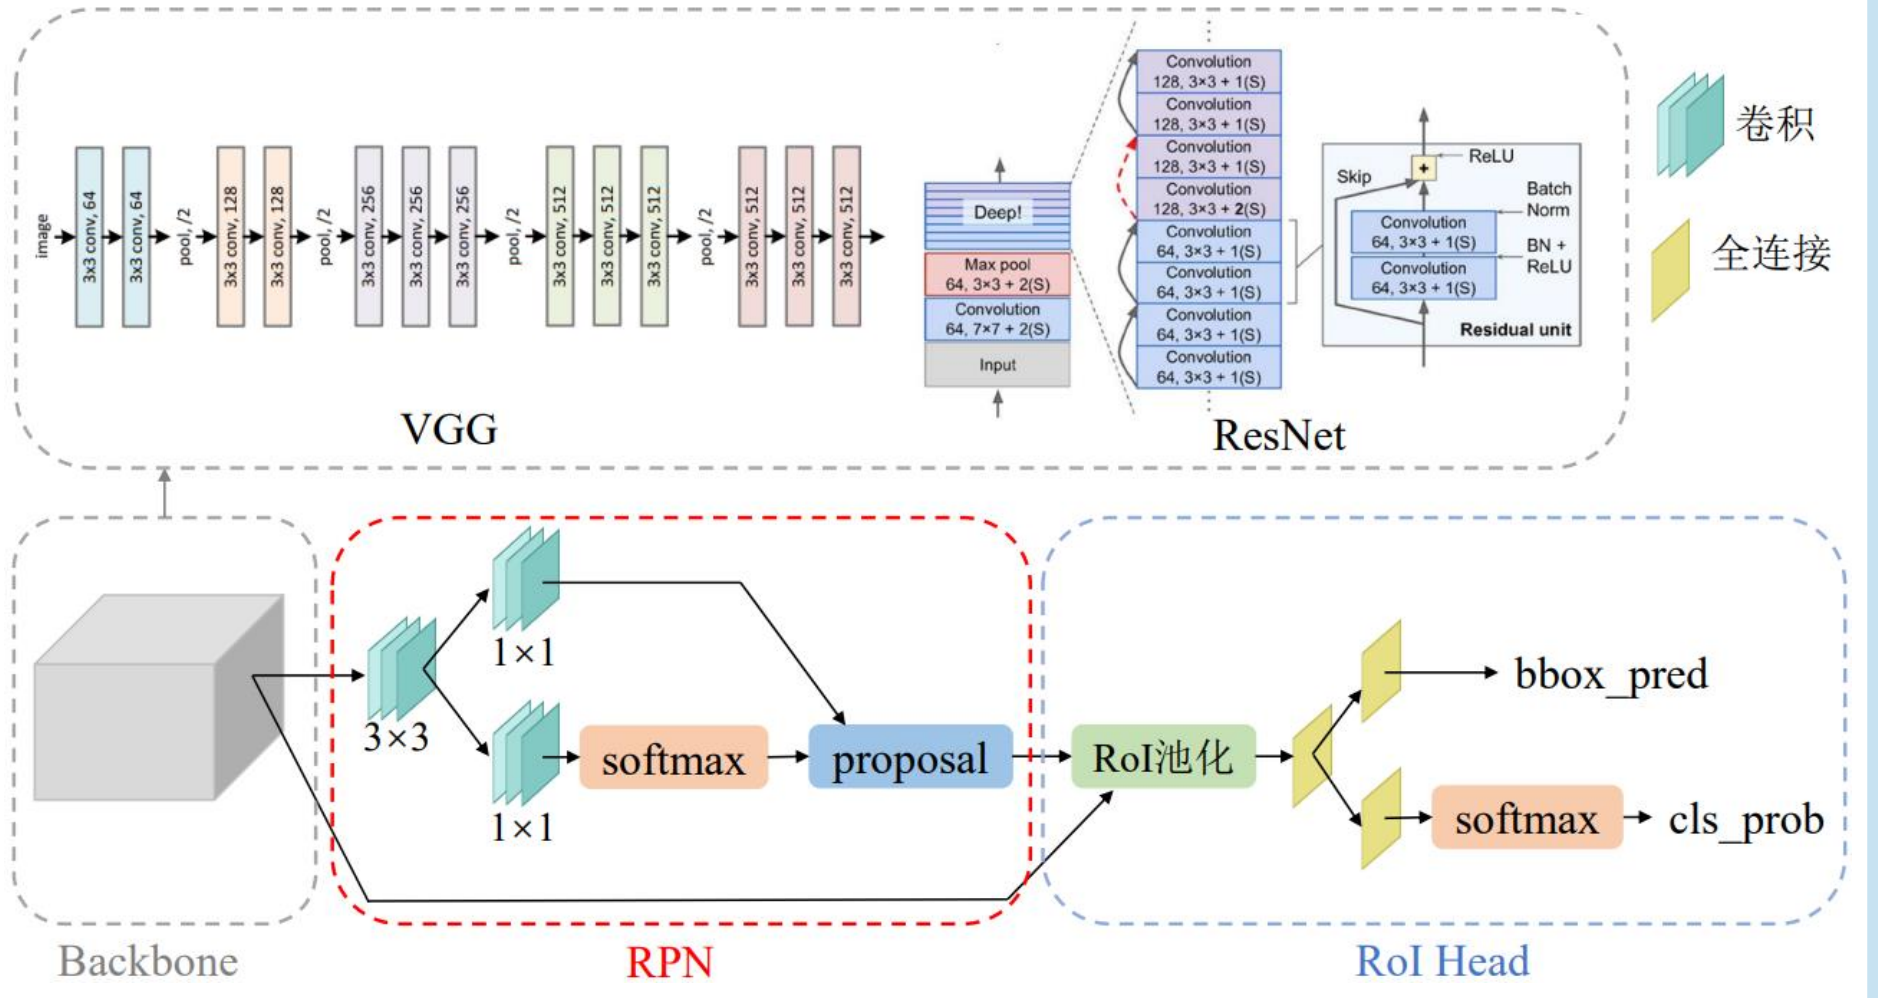 image
3x3 conv, 64
3x3 conv, 64
pool, /2
3x3 conv, 128
3x3 conv, 128
pool, /2
3x3 conv, 256
3x3 conv, 256
3x3 conv, 256
pool, /2
3x3 conv, 512
3x3 conv, 512
3x3 conv, 512
pool, /2
3x3 conv, 512
3x3 conv, 512
3x3 conv, 512
VGG
Deep!
Max pool
64, 3×3 + 2(S)
Convolution
64, 7×7 + 2(S)
Input
Convolution
128, 3×3 + 1(S)
Convolution
128, 3×3 + 1(S)
Convolution
128, 3×3 + 1(S)
Convolution
128, 3×3 + 2(S)
Convolution
64, 3×3 + 1(S)
Convolution
64, 3×3 + 1(S)
Convolution
64, 3×3 + 1(S)
Convolution
64, 3×3 + 1(S)
ReLU
Skip
+
Batch
Norm
Convolution
64, 3×3 + 1(S)
BN +
ReLU
Convolution
64, 3×3 + 1(S)
Residual unit
ResNet
卷积
全连接
1×1
3×3
1×1
softmax
proposal
RoI池化
bbox_pred
softmax
cls_prob
Backbone
RPN
RoI Head